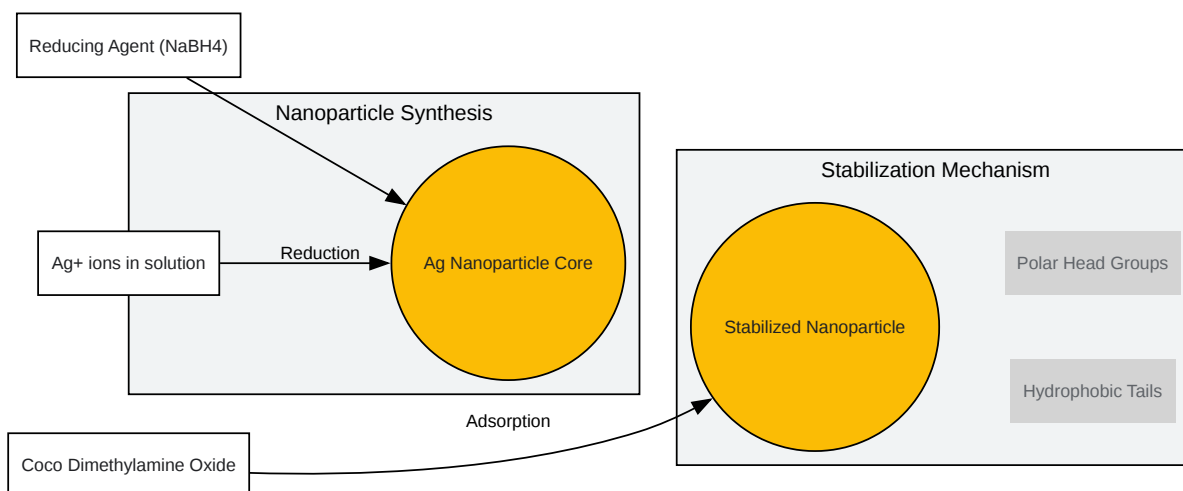 Reducing Agent (NaBH4)
Nanoparticle Synthesis
Stabilization Mechanism
Ag+ ions in solution
Reduction
Ag Nanoparticle Core
Polar Head Groups
Stabilized Nanoparticle
Hydrophobic Tails
Adsorption
Coco Dimethylamine Oxide